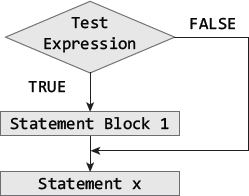 Test
Expression
FALSE
TRUE
Statement Block 1
Statement x